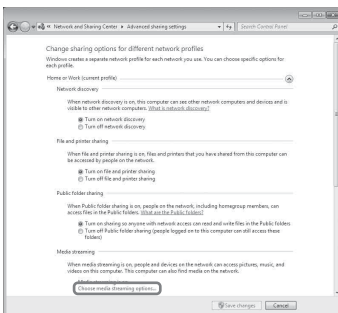 « Network and Sharing Center ▸ Advanced sharing settings
Search Control Panel
Change sharing options for different network profiles
Windows creates a separate network profile for each network you use. You can choose specific options for
each profile.
Home or Work (current profile)
Network discovery
When network discovery is on, this computer can see other network computers and devices and is
visible to other network computers. What is network discovery?
Turn on network discovery
Turn off network discovery
File and printer sharing
When file and printer sharing is on, files and printers that you have shared from this computer can
be accessed by people on the network.
Turn on file and printer sharing
Turn off file and printer sharing
Public folder sharing
When Public folder sharing is on, people on the network, including homegroup members, can
access files in the Public folders. What are the Public folders?
Turn on sharing so anyone with network access can read and write files in the Public folders
Turn off Public folder sharing (people logged on to this computer can still access these
folders)
Media streaming
When media streaming is on, people and devices on the network can access pictures, music, and
videos on this computer. This computer can also find media on the network.
Choose media streaming options...
Save changes
Cancel